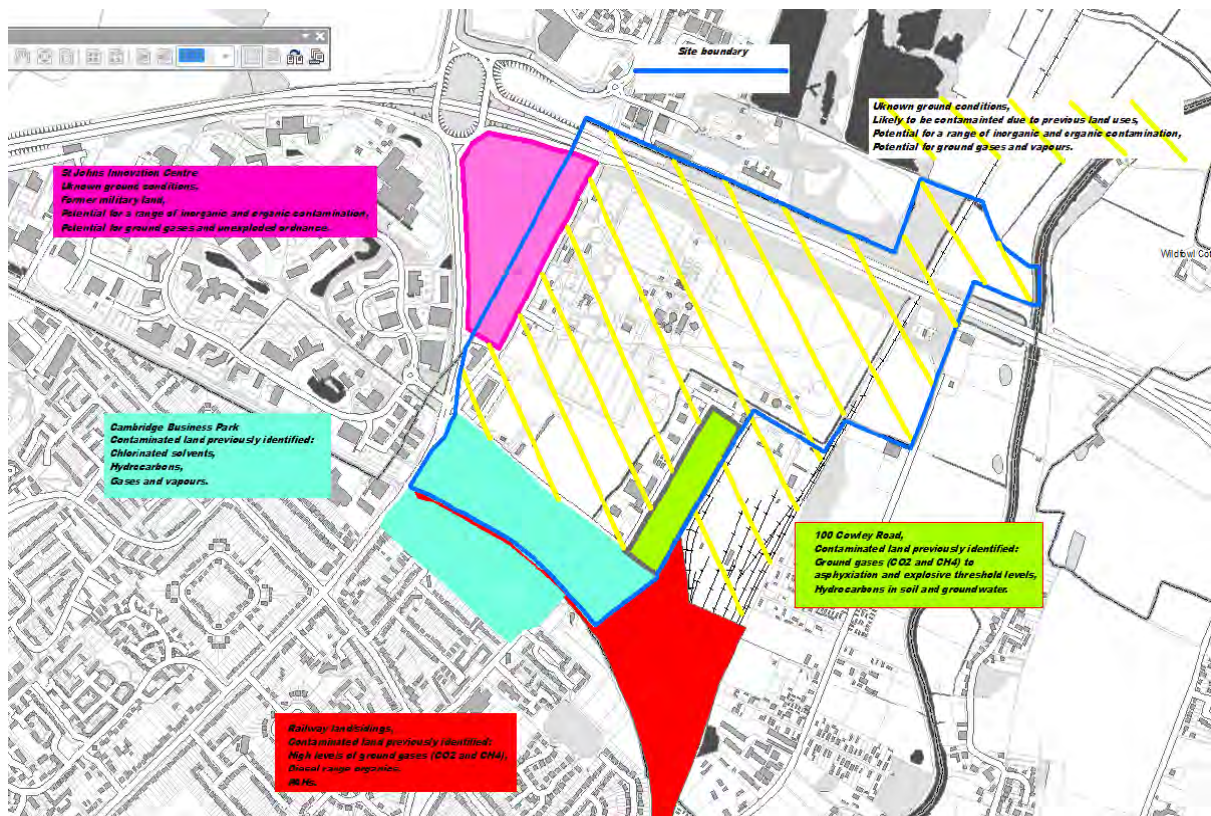 Site boundary
Uknown ground conditions,
Likely to be contamainted due to previous land uses,
Potential for a range of inorganic and organic contamination,
Potential for ground gases and vapours.
St Johns Innovation Centre
Uknown ground conditions.
Former military land,
Potential for a range of inorganic and organic contamination,
Potential for ground gases and unexploded ordnance.
Wildfowl Cot
Cambridge Business Park
Contaminated land previously identified:
Chlorinated solvents,
Hydrocarbons,
Gases and vapours.
100 Cowley Road,
Contaminated land previously identified:
Ground gases (CO2 and CH4) to
asphyxiation and explosive threshold levels,
Hydrocarbons in soil and groundwater.
Railway land/sidings,
Contaminated land previously identified:
High levels of ground gases (CO2 and CH4),
Diesel range organics.
PAHs.